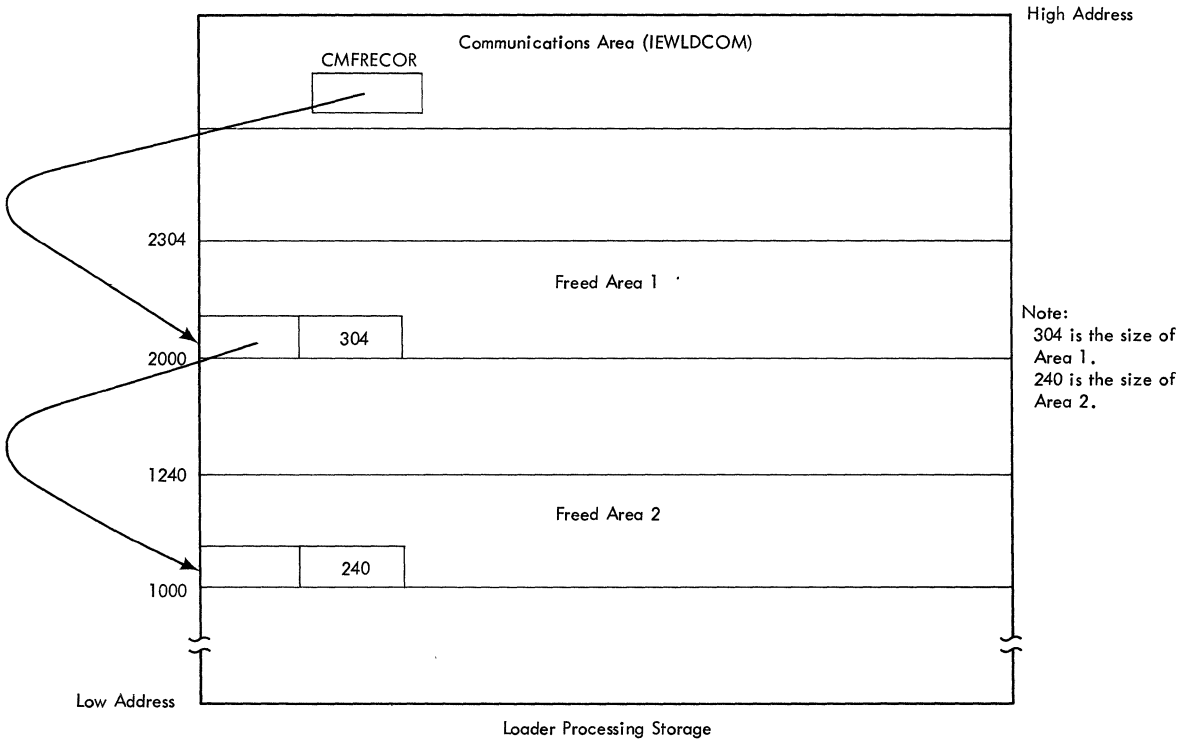 High Address
Communications Area (IEWLDCOM)
CMFRECOR
2304
Freed Area 1
304
2000
Note:
304 is the size of
Area 1.
240 is the size of
Area 2.
1240
Freed Area 2
240
1000
Low Address
Loader Processing Storage